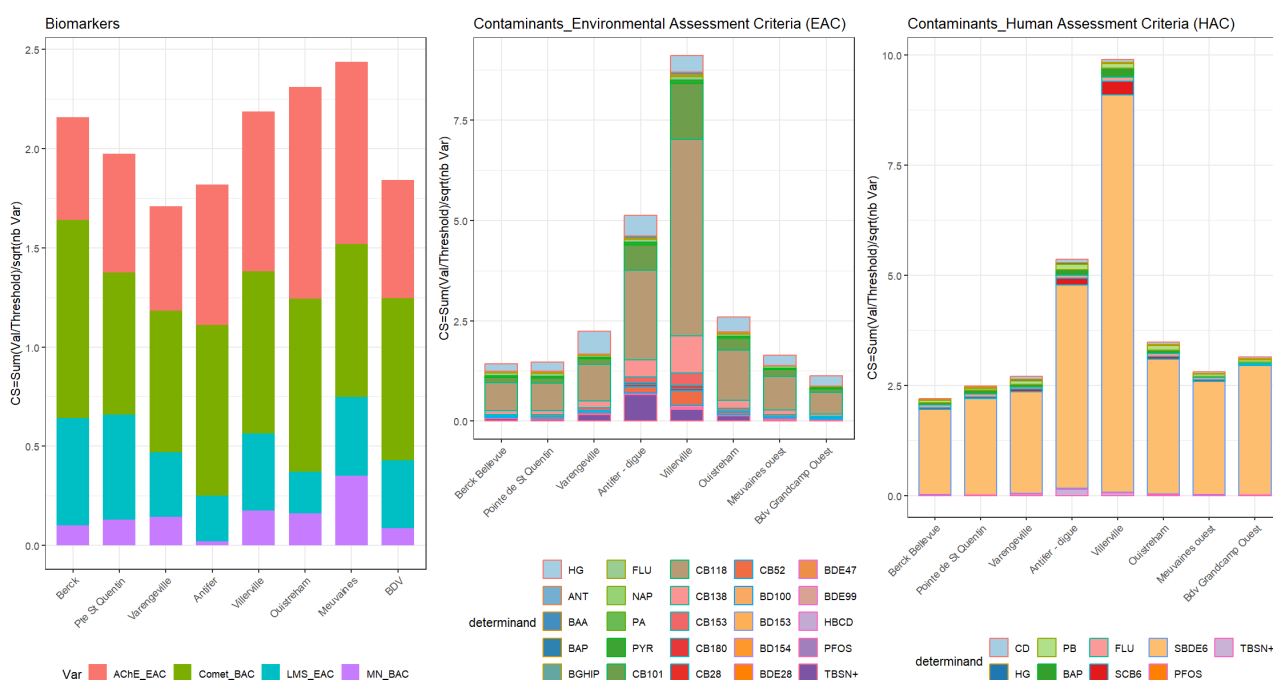 Biomarkers
CS=Sum(Val/Threshold)/sqrt(nb Var)
2.5
2.0
1.5
1.0
0.5
0.0
Berck
Pte St Quentin
Varengeville
Antifer
Villerville
Ouistreham
Meuvaines
BDV
Var AChE_EAC Comet_BAC LMS_EAC MN_BAC
Contaminants_Environmental Assessment Criteria (EAC)
CS=Sum(Val/Threshold)/sqrt(nb Var)
7.5
5.0
2.5
0.0
Berck Bellevue
Pointe de St Quentin
Varengeville
Antifer - digue
Villerville
Ouistreham
Meuvaines ouest
Bdv Grandcamp Ouest
determinand
HG FLU CB118 CB52 BDE47
ANT NAP CB138 BD100 BDE99
BAA PA CB153 BD153 HBCD
BAP PYR CB180 BD154 PFOS
BGHIP CB101 CB28 BDE28 TBSN+
Contaminants_Human Assessment Criteria (HAC)
CS=Sum(Val/Threshold)/sqrt(nb Var)
10.0
7.5
5.0
2.5
0.0
Berck Bellevue
Pointe de St Quentin
Varengeville
Antifer - digue
Villerville
Ouistreham
Meuvaines ouest
Bdv Grandcamp Ouest
determinand
CD PB FLU SBDE6 TBSN+
HG BAP SCB6 PFOS